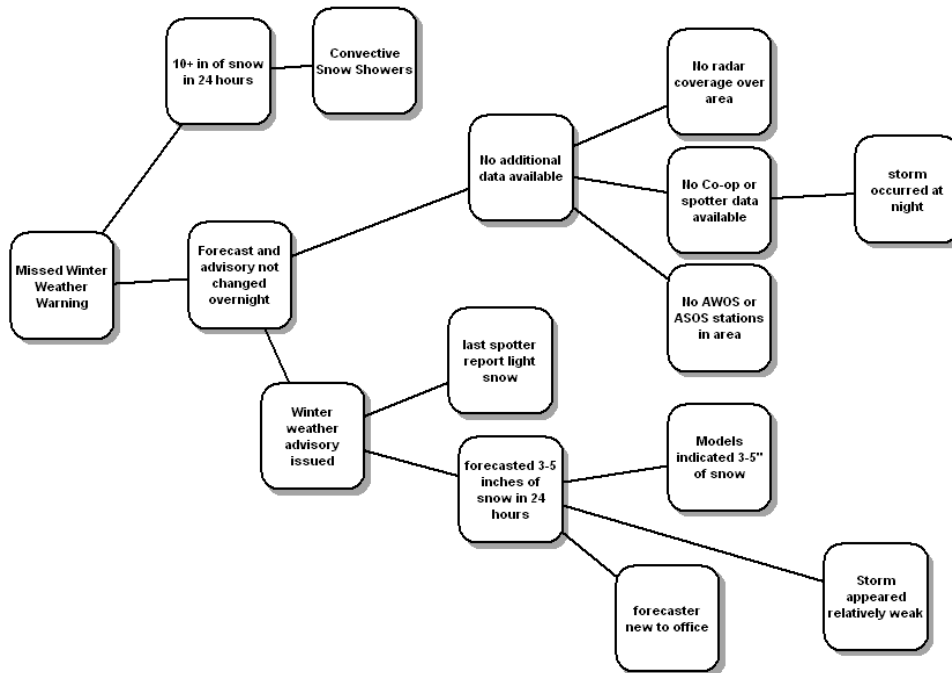 10+ in of snow
in 24 hours
Convective
Snow Showers
No radar
coverage over
area
No additional
data available
No Co-op or
spotter data
available
storm
occurred at
night
Missed Winter
Weather
Warning
Forecast and
advisory not
changed
overnight
No AWOS or
ASOS stations
in area
last spotter
report light
snow
Winter
weather
advisory
issued
forecasted 3-5
inches of
snow in 24
hours
Models
indicated 3-5"
of snow
Storm
appeared
relatively weak
forecaster
new to office